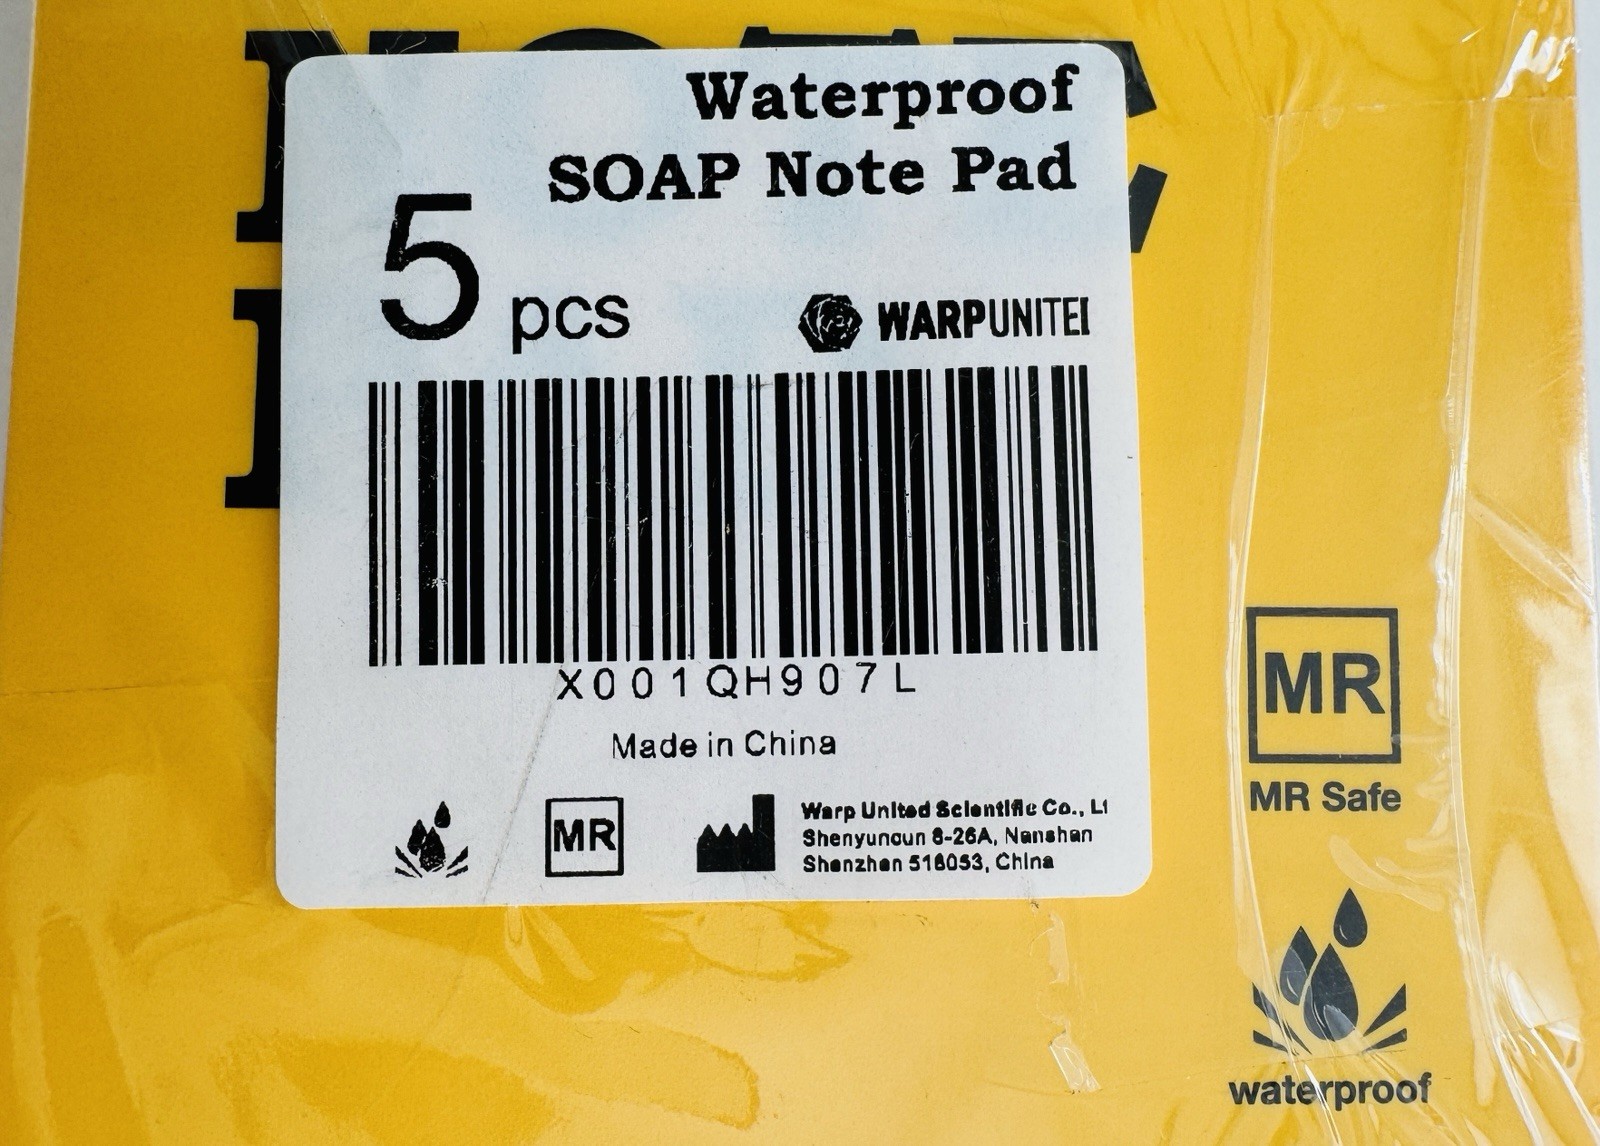 NOTE
Waterproof
SOAP Note Pad
5 pcs
WARPUNITEI
X001QH907L
Made in China
MR
Warp United Scientific Co., Lt
Shenyuncun 8-26A, Nanshan
Shenzhen 518053, China
MR
MR Safe
waterproof